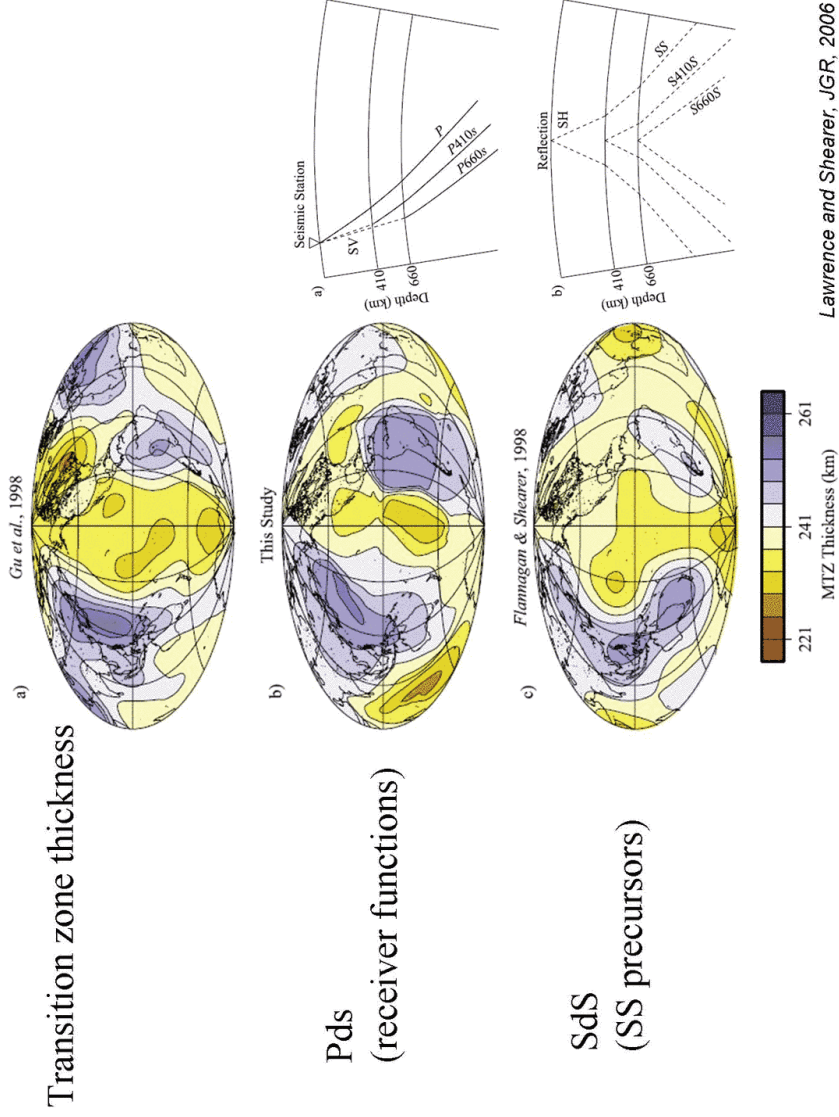 Transition zone thickness
a)
Gu et al., 1998
Pds
(receiver functions)
b)
This Study
a)
Seismic Station
SV
P
P410s
P660s
410
660
Depth (km)
SdS
(SS precursors)
c)
Flannagan & Shearer, 1998
b)
Reflection
SH
SS
S410S
S660S
410
660
Depth (km)
221 241 261
MTZ Thickness (km)
Lawrence and Shearer, JGR, 2006